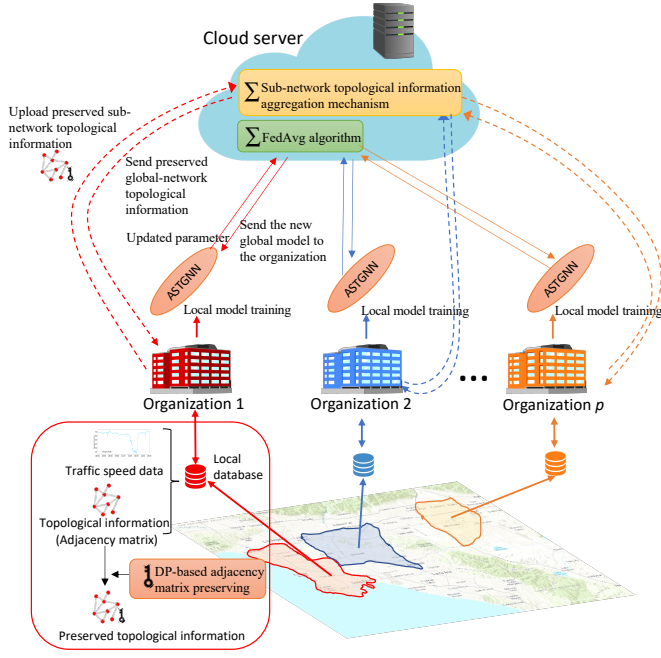 Cloud server
∑ Sub-network topological information
aggregation mechanism
∑ FedAvg algorithm
Upload preserved sub-
network topological
information
Send preserved
global-network
topological
information
Updated parameter
Send the new
global model to
the organization
ASTGNN
ASTGNN
ASTGNN
Local model training
Local model training
Local model training
...
Organization 1
Organization 2
Organization p
Traffic speed data
Local
database
Topological information
(Adjacency matrix)
DP-based adjacency
matrix preserving
Preserved topological information